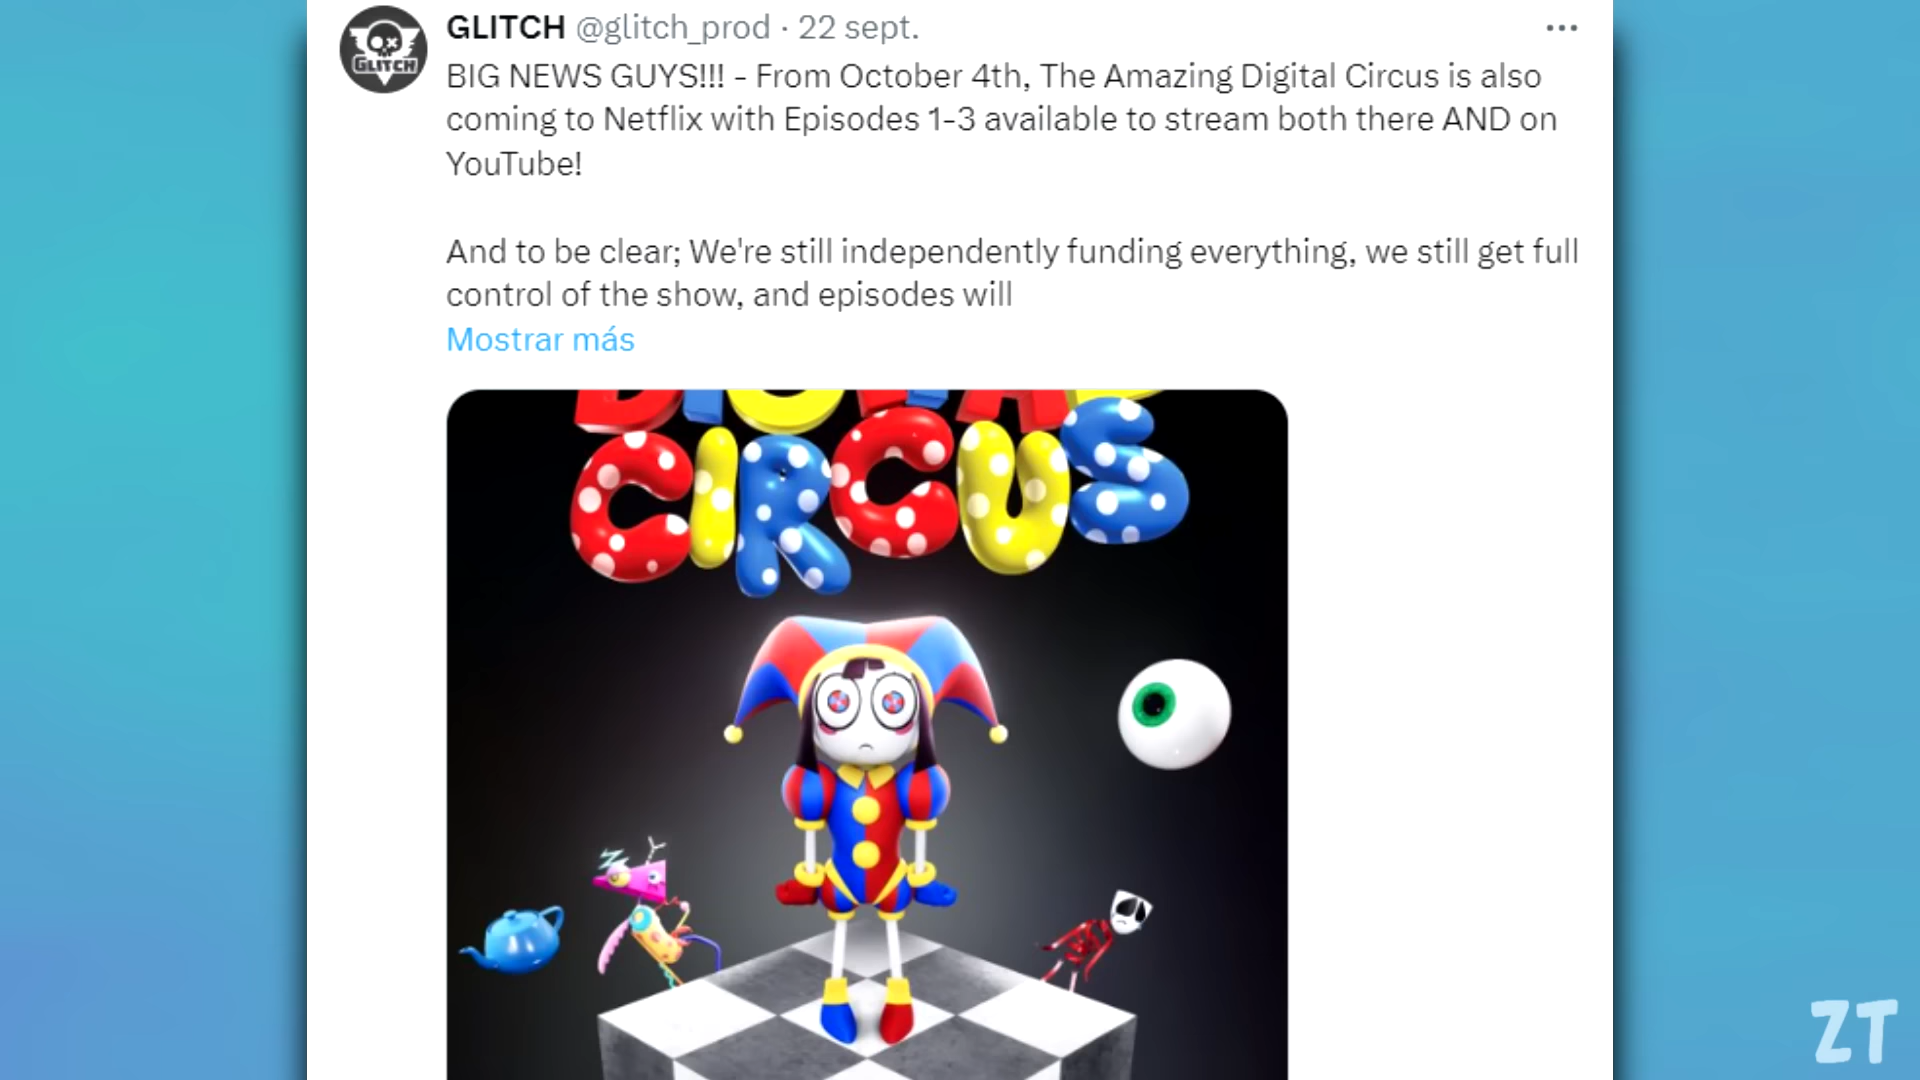 GLITCH @glitch_prod · 22 sept.
GLITCH
BIG NEWS GUYS!!! - From October 4th, The Amazing Digital Circus is also
coming to Netflix with Episodes 1-3 available to stream both there AND on
YouTube!
And to be clear; We're still independently funding everything, we still get full
control of the show, and episodes will
Mostrar más
DIGITAL
CIRCUS
ZT